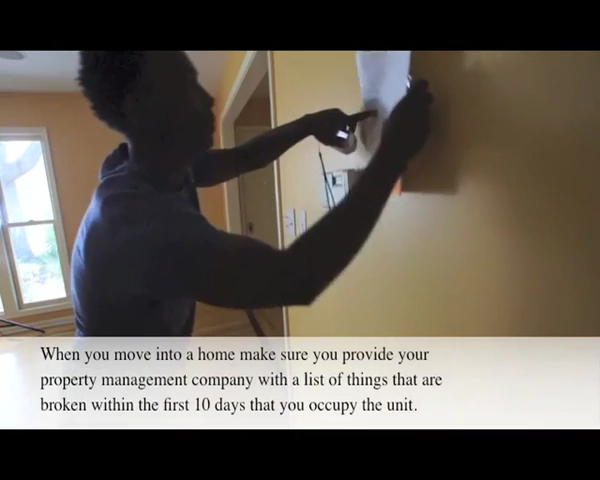 When you move into a home make sure you provide your
property management company with a list of things that are
broken within the first 10 days that you occupy the unit.